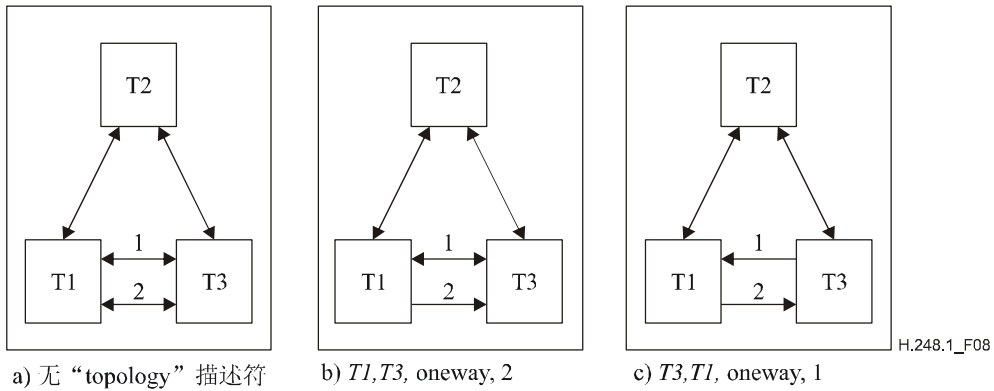 T2
T2
T2
1
1
1
T1
T3
T1
T3
T1
T3
2
2
2
H.248.1_F08
a) 无“topology”描述符
b) T1,T3, oneway, 2
c) T3,T1, oneway, 1